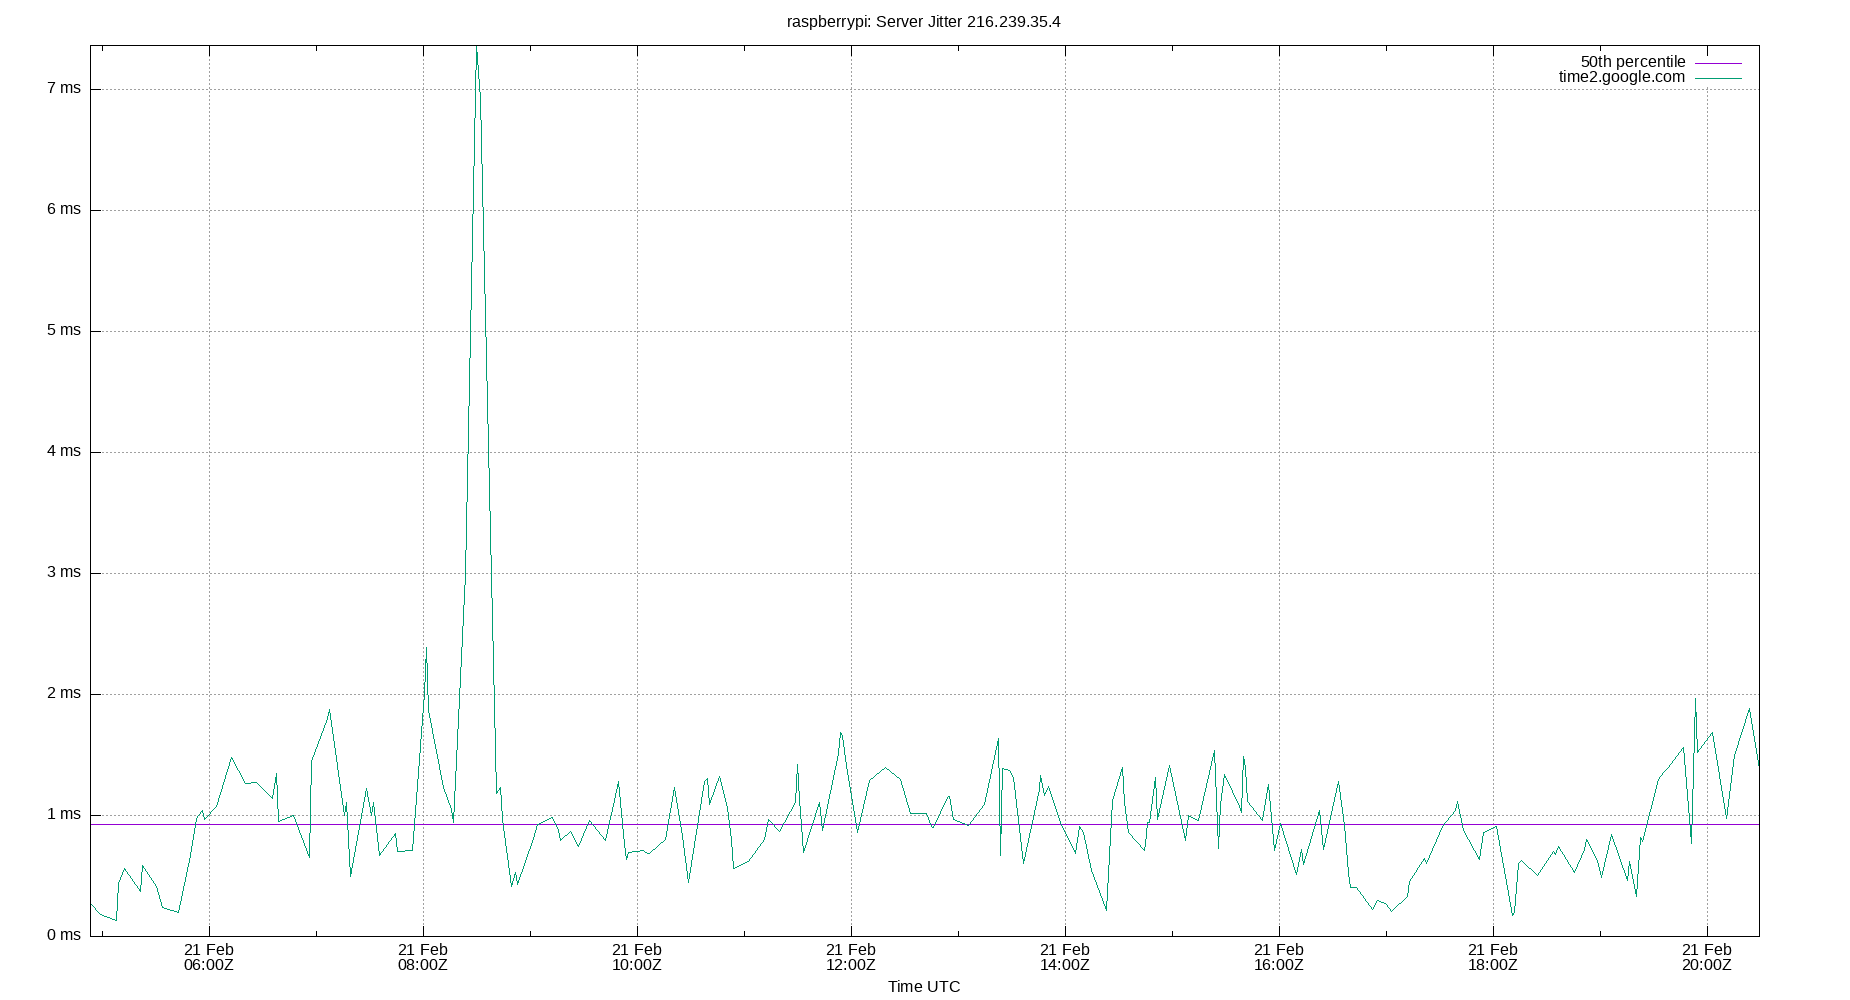 raspberrypi: Server Jitter 216.239.35.4
50th percentile
time2.google.com
7 ms
6 ms
5 ms
4 ms
3 ms
2 ms
1 ms
0 ms
21 Feb
06:00Z
21 Feb
08:00Z
21 Feb
10:00Z
21 Feb
12:00Z
21 Feb
14:00Z
21 Feb
16:00Z
21 Feb
18:00Z
21 Feb
20:00Z
Time UTC